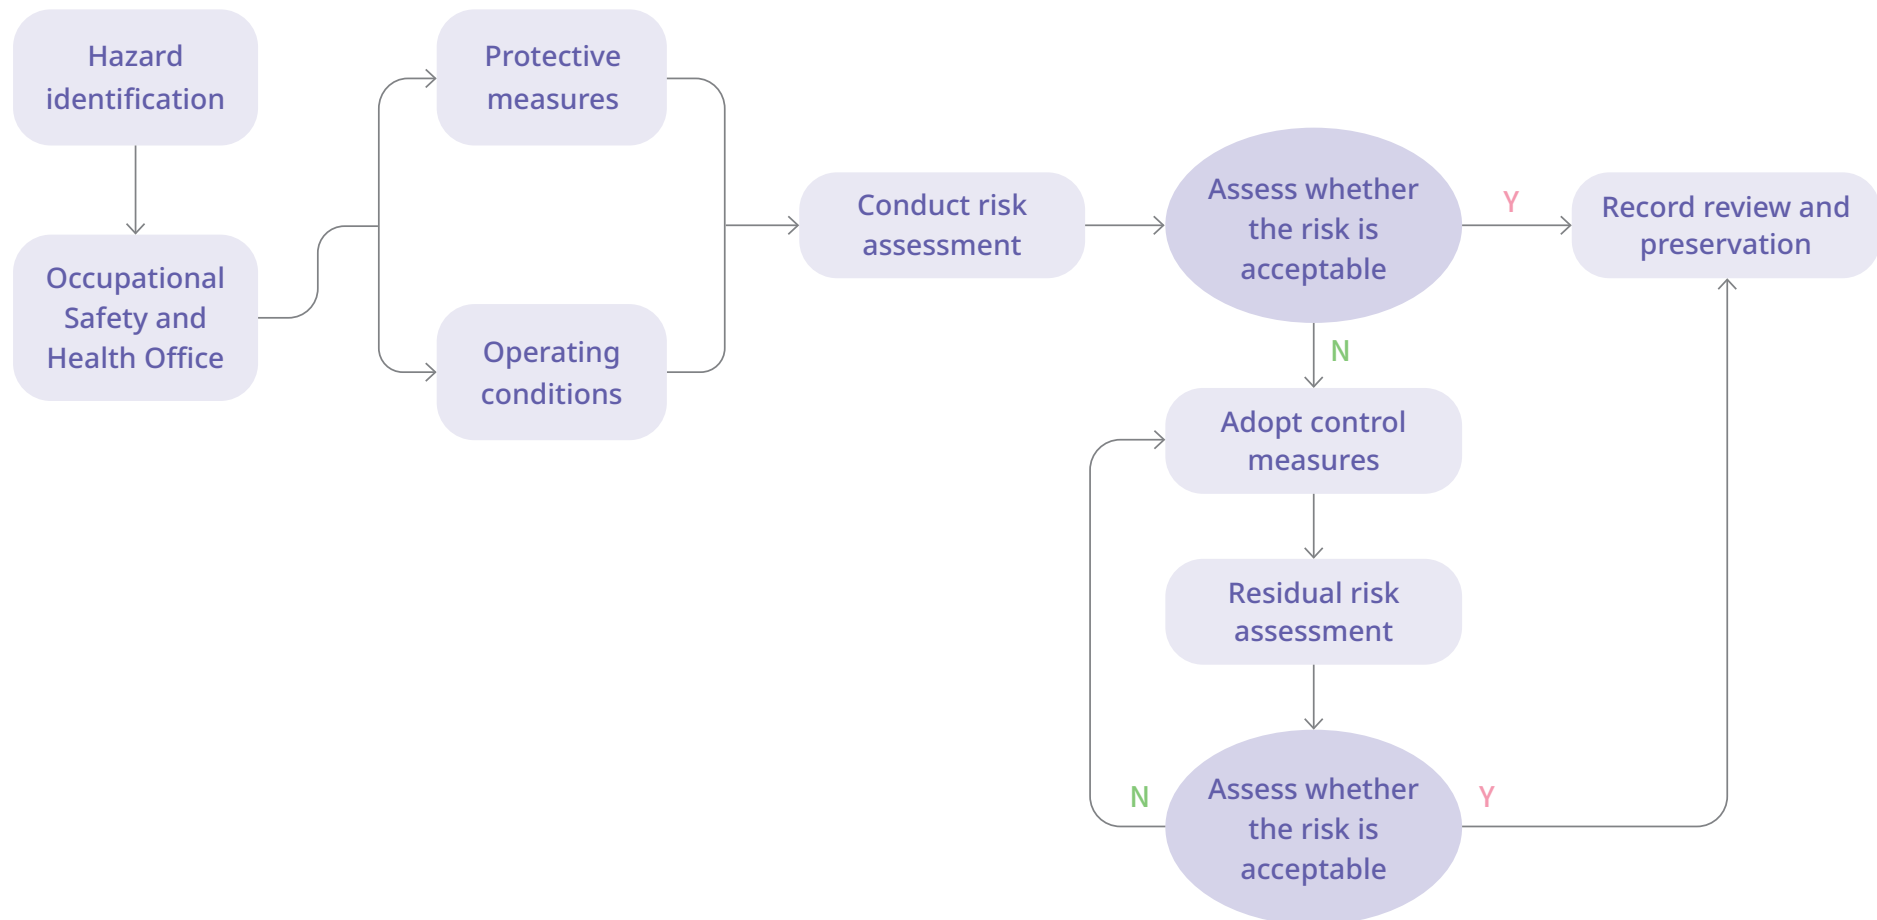 Hazard
identification
Occupational
Safety and
Health Office
Protective
measures
Operating
conditions
Conduct risk
assessment
Assess whether
the risk is
acceptable
Y
Record review and
preservation
N
Adopt control
measures
Residual risk
assessment
N
Assess whether
the risk is
acceptable
Y